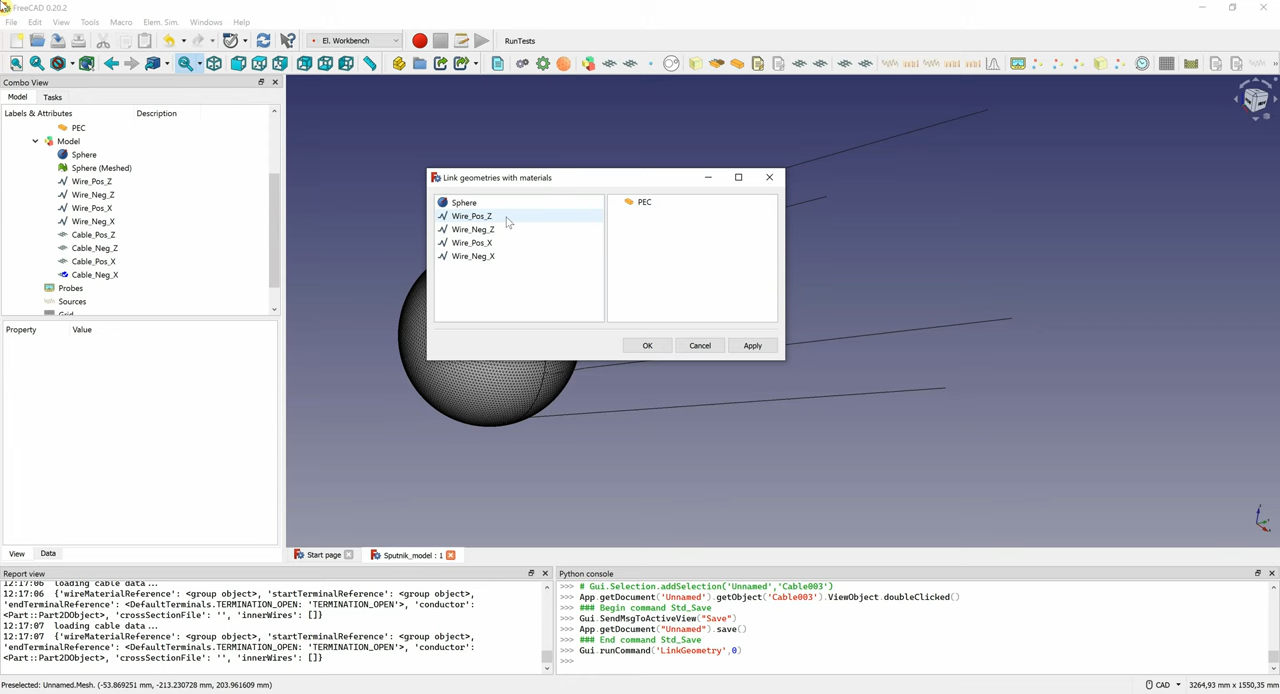 FreeCAD 0.20.2
File Edit View Tools Macro Elem. Sim. Windows Help
El. Workbench RunTests
Combo View
Model Tasks
Labels & Attributes Description
PEC
Model
Sphere
Sphere (Meshed)
Wire_Pos_Z
Wire_Neg_Z
Wire_Pos_X
Wire_Neg_X
Cable_Pos_Z
Cable_Neg_Z
Cable_Pos_X
Cable_Neg_X
Probes
Sources
Grid
Property Value
View Data
Link geometries with materials
Sphere
Wire_Pos_Z
Wire_Neg_Z
Wire_Pos_X
Wire_Neg_X
PEC
OK Cancel Apply
Start page Sputnik_model : 1
Report view
12:17:06 loading cable data...
12:17:06 {'wireMaterialReference': <group object>, 'startTerminalReference': <group object>,
'endTerminalReference': <DefaultTerminals.TERMINATION_OPEN: 'TERMINATION_OPEN'>, 'conductor':
<Part::Part2DObject>, 'crossSectionFile': '', 'innerWires': []}
12:17:07 loading cable data...
12:17:07 {'wireMaterialReference': <group object>, 'startTerminalReference': <group object>,
'endTerminalReference': <DefaultTerminals.TERMINATION_OPEN: 'TERMINATION_OPEN'>, 'conductor':
<Part::Part2DObject>, 'crossSectionFile': '', 'innerWires': []}
Python console
>>> # Gui.Selection.addSelection('Unnamed','Cable003')
>>> App.getDocument('Unnamed').getObject('Cable003').ViewObject.doubleClicked()
>>> ### Begin command Std_Save
>>> Gui.SendMsgToActiveView("Save")
>>> App.getDocument("Unnamed").save()
>>> ### End command Std_Save
>>> Gui.runCommand('LinkGeometry',0)
>>>
Preselected: Unnamed.Mesh. (-53.869251 mm, -213.230728 mm, 203.961609 mm)
CAD 3264,93 mm x 1550,35 mm